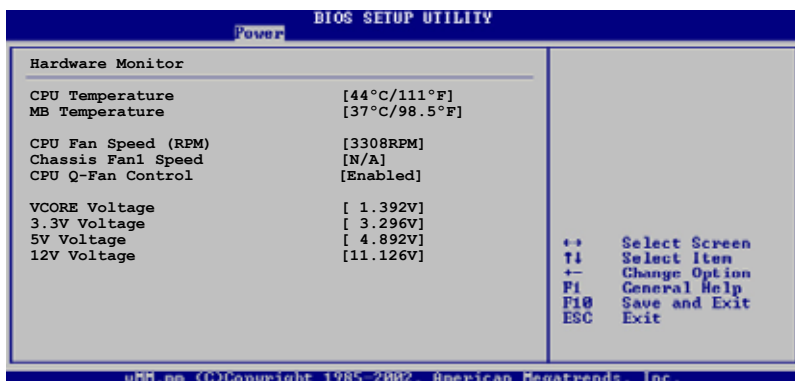 BIOS SETUP UTILITY
Power
Hardware Monitor
CPU Temperature [44°C/111°F]
MB Temperature [37°C/98.5°F]
CPU Fan Speed (RPM) [3308RPM]
Chassis Fan1 Speed [N/A]
CPU Q-Fan Control [Enabled]
VCORE Voltage [ 1.392V]
3.3V Voltage [ 3.296V]
5V Voltage [ 4.892V]
12V Voltage [11.126V]
↔ Select Screen
↑↓ Select Item
+- Change Option
F1 General Help
F10 Save and Exit
ESC Exit
(C)Copyright 1985-2002, American Megatrends, Inc.